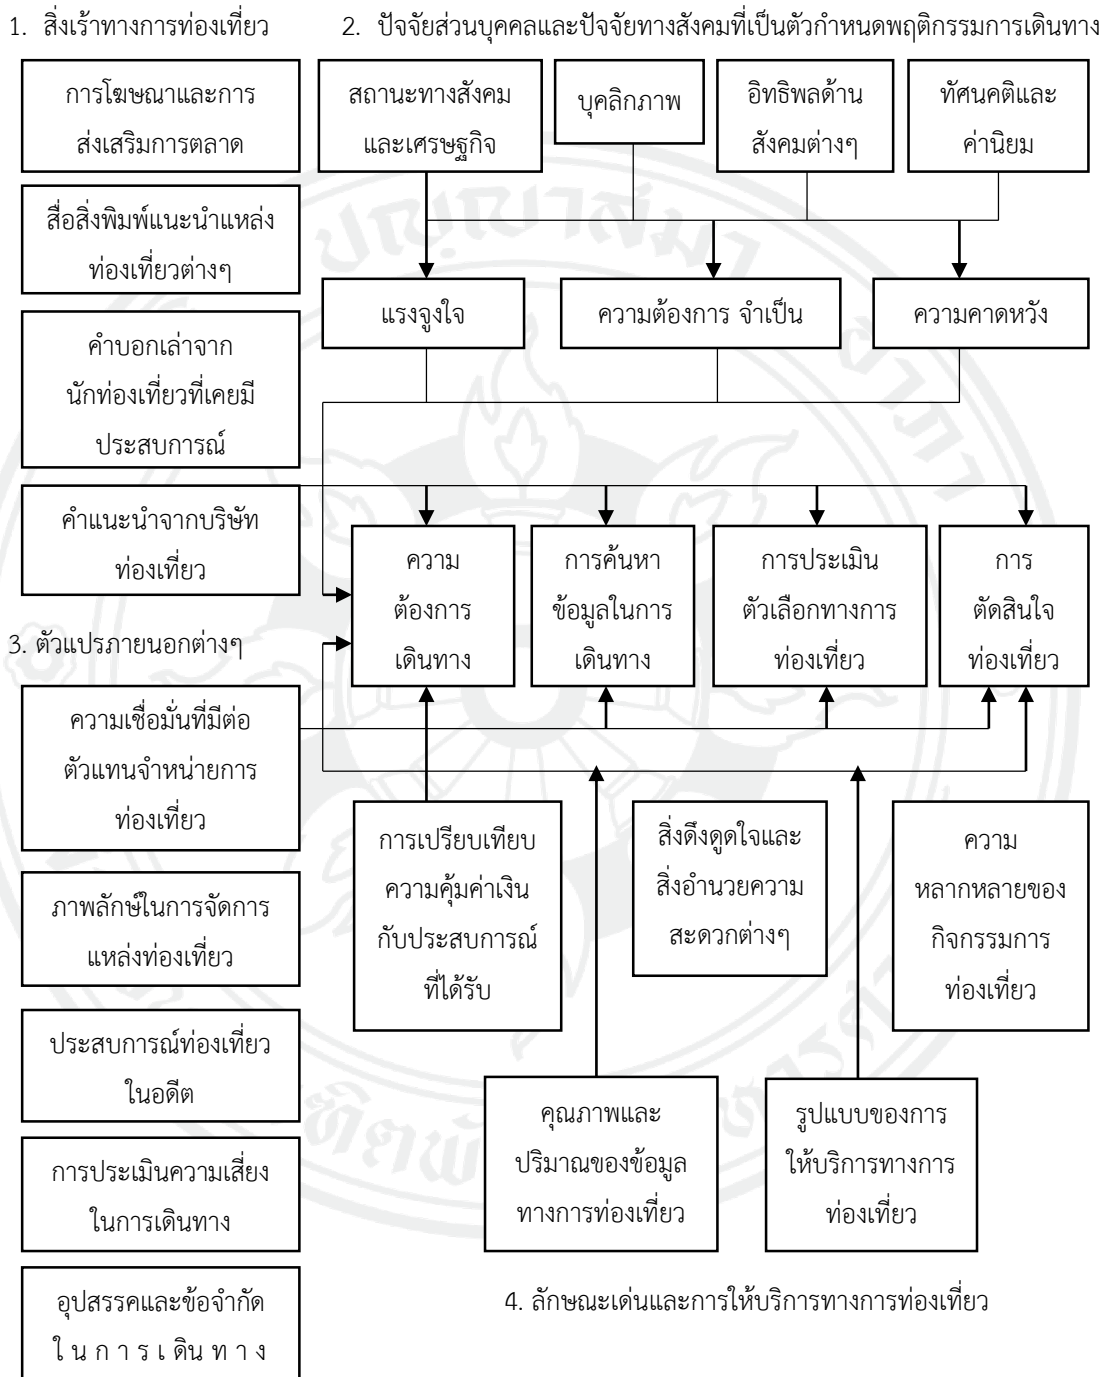 1. สิ่งเร้าทางการท่องเที่ยว
2. ปัจจัยส่วนบุคคลและปัจจัยทางสังคมที่เป็นตัวกำหนดพฤติกรรมการเดินทาง
การโฆษณาและการ
ส่งเสริมการตลาด
สื่อสิ่งพิมพ์แนะนำแหล่ง
ท่องเที่ยวต่างๆ
คำบอกเล่าจาก
นักท่องเที่ยวที่เคยมี
ประสบการณ์
คำแนะนำจากบริษัท
ท่องเที่ยว
สถานะทางสังคม
และเศรษฐกิจ
บุคลิกภาพ
อิทธิพลด้าน
สังคมต่างๆ
ทัศนคติและ
ค่านิยม
แรงจูงใจ
ความต้องการ จำเป็น
ความคาดหวัง
ความ
ต้องการ
เดินทาง
การค้นหา
ข้อมูลในการ
เดินทาง
การประเมิน
ตัวเลือกทางการ
ท่องเที่ยว
การ
ตัดสินใจ
ท่องเที่ยว
3. ตัวแปรภายนอกต่างๆ
ความเชื่อมั่นที่มีต่อ
ตัวแทนจำหน่ายการ
ท่องเที่ยว
ภาพลักษ์ในการจัดการ
แหล่งท่องเที่ยว
ประสบการณ์ท่องเที่ยว
ในอดีต
การประเมินความเสี่ยง
ในการเดินทาง
อุปสรรคและข้อจำกัด
ใ น ก า ร เ ดิน ท า ง
การเปรียบเทียบ
ความคุ้มค่าเงิน
กับประสบการณ์
ที่ได้รับ
สิ่งดึงดูดใจและ
สิ่งอำนวยความ
สะดวกต่างๆ
ความ
หลากหลายของ
กิจกรรมการ
ท่องเที่ยว
คุณภาพและ
ปริมาณของข้อมูล
ทางการท่องเที่ยว
รูปแบบของการ
ให้บริการทางการ
ท่องเที่ยว
4. ลักษณะเด่นและการให้บริการทางการท่องเที่ยว